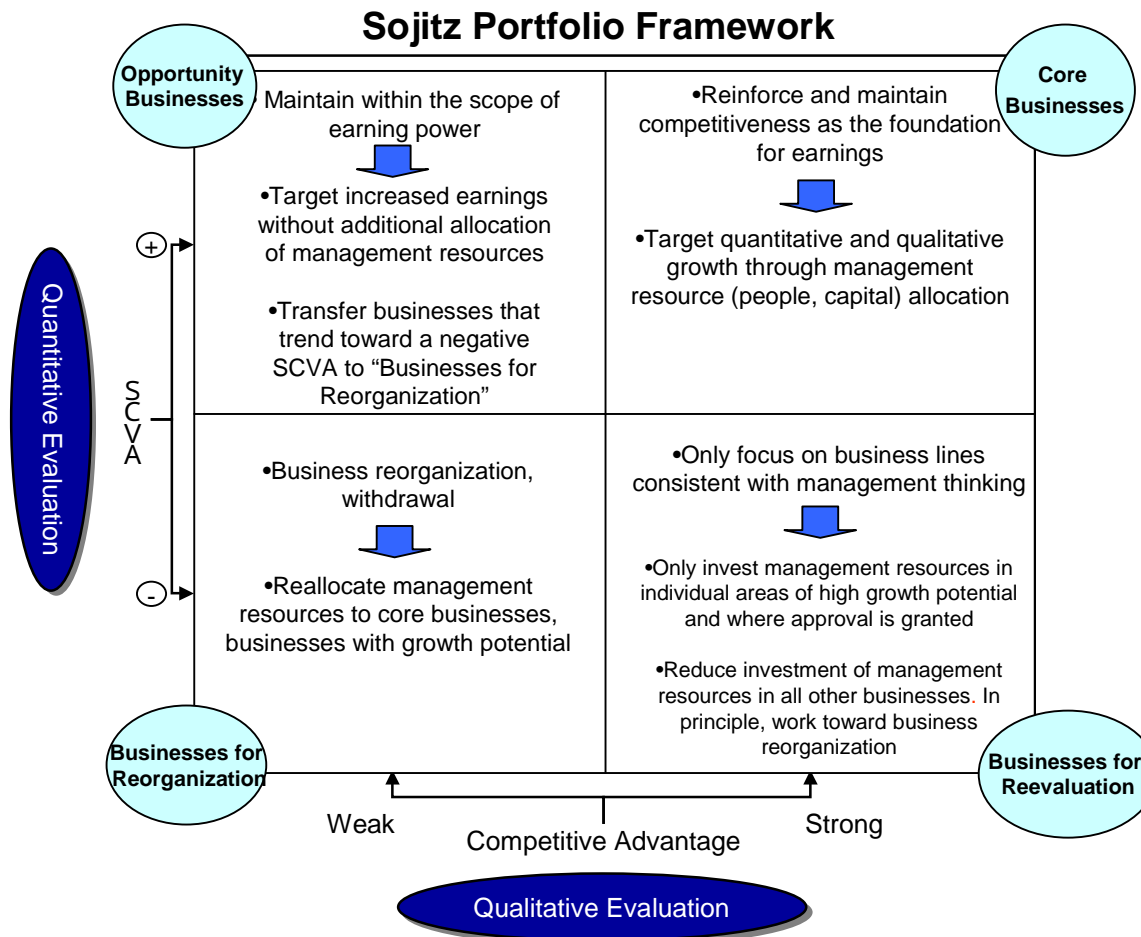 Sojitz Portfolio Framework
Opportunity
Businesses
• Maintain within the scope of
earning power
•Target increased earnings
without additional allocation
of management resources
•Transfer businesses that
trend toward a negative
SCVA to “Businesses for
Reorganization”
Core
Businesses
•Reinforce and maintain
competitiveness as the foundation
for earnings
•Target quantitative and qualitative
growth through management
resource (people, capital) allocation
Quantitative Evaluation
SCVA
+
-
•Business reorganization,
withdrawal
•Reallocate management
resources to core businesses,
businesses with growth potential
Businesses for
Reorganization
•Only focus on business lines
consistent with management thinking
•Only invest management resources in
individual areas of high growth potential
and where approval is granted
•Reduce investment of management
resources in all other businesses. In
principle, work toward business
reorganization
Businesses for
Reevaluation
Weak
Strong
Competitive Advantage
Qualitative Evaluation